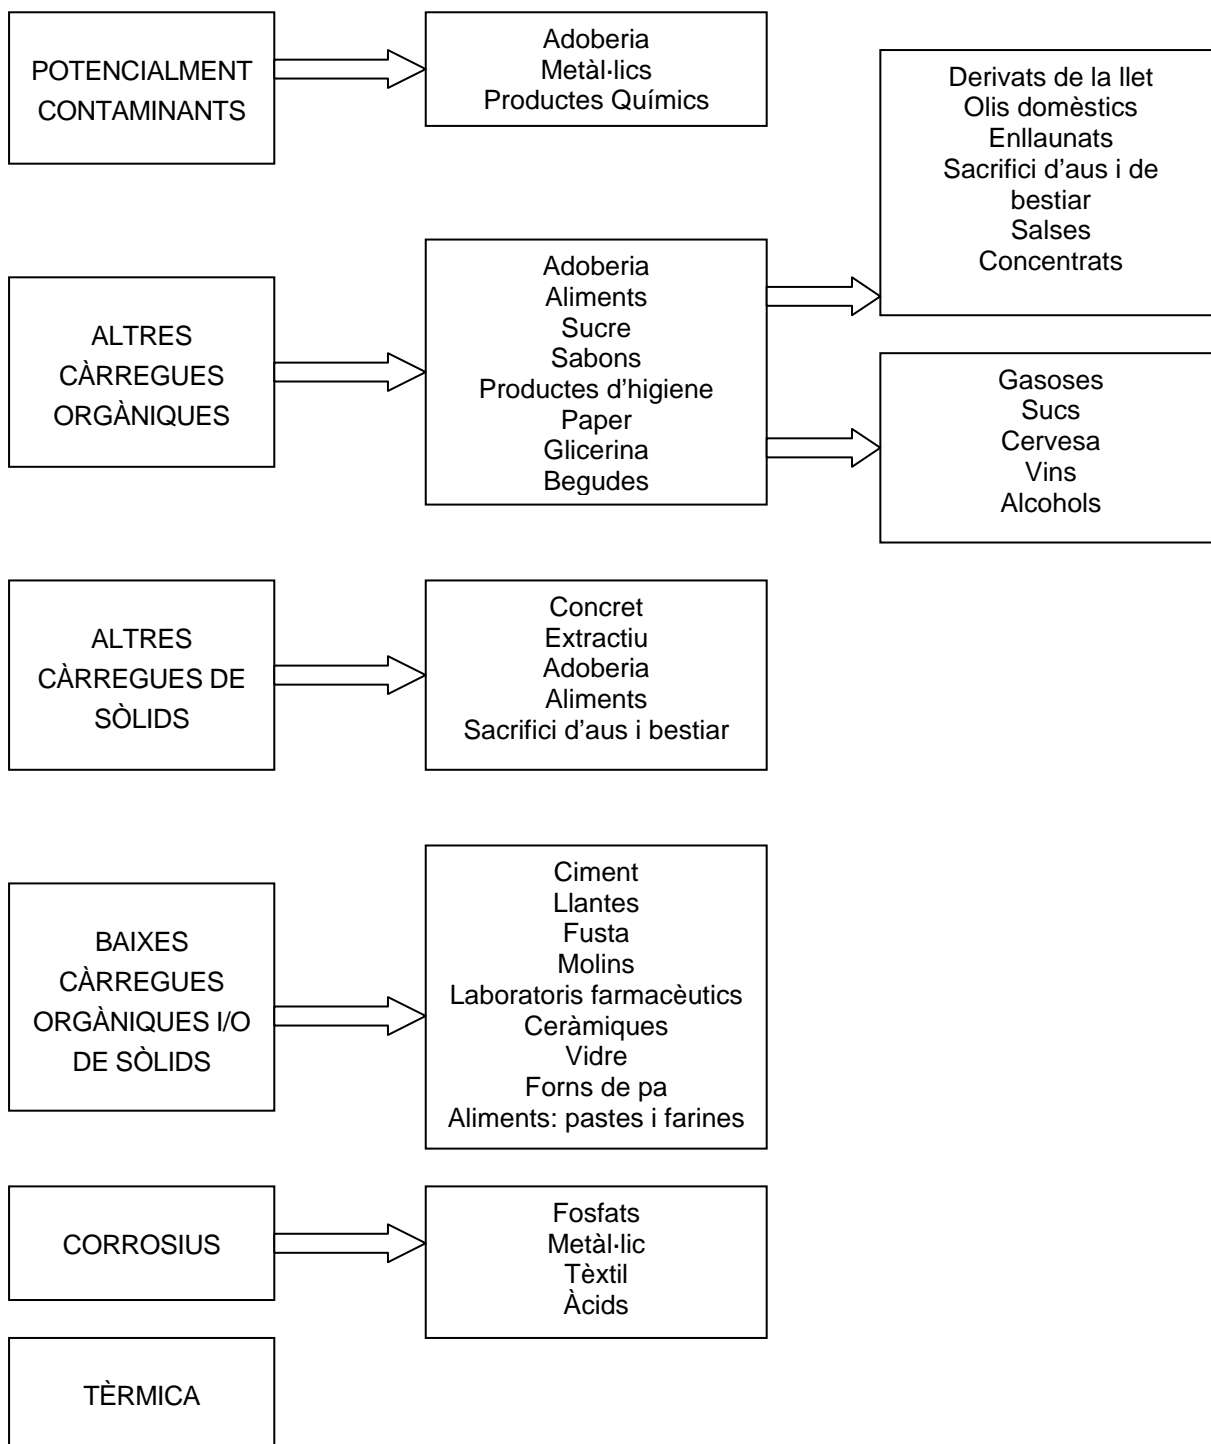 POTENCIALMENT
CONTAMINANTS
Adoberia
Metàl·lics
Productes Químics
Derivats de la llet
Olis domèstics
Enllaunats
Sacrifici d'aus i de
bestiar
Salses
Concentrats
ALTRES
CÀRREGUES
ORGÀNIQUES
Adoberia
Aliments
Sucre
Sabons
Productes d'higiene
Paper
Glicerina
Begudes
Gasoses
Sucs
Cervesa
Vins
Alcohols
ALTRES
CÀRREGUES DE
SÒLIDS
Concret
Extractiu
Adoberia
Aliments
Sacrifici d'aus i bestiar
BAIXES
CÀRREGUES
ORGÀNIQUES I/O
DE SÒLIDS
Ciment
Llantes
Fusta
Molins
Laboratoris farmacèutics
Ceràmiques
Vidre
Forns de pa
Aliments: pastes i farines
CORROSIUS
Fosfats
Metàl·lic
Tèxtil
Àcids
TÈRMICA